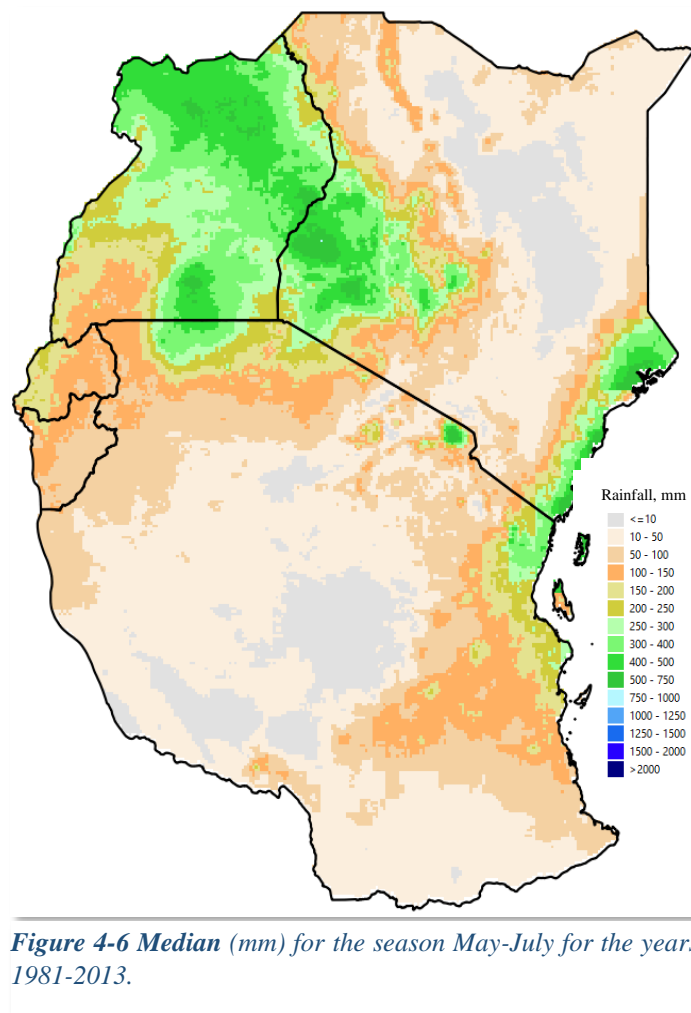 Rainfall, mm
<=10
10 - 50
50 - 100
100 - 150
150 - 200
200 - 250
250 - 300
300 - 400
400 - 500
500 - 750
750 - 1000
1000 - 1250
1250 - 1500
1500 - 2000
>2000
Figure 4-6 Median (mm) for the season May-July for the year
1981-2013.